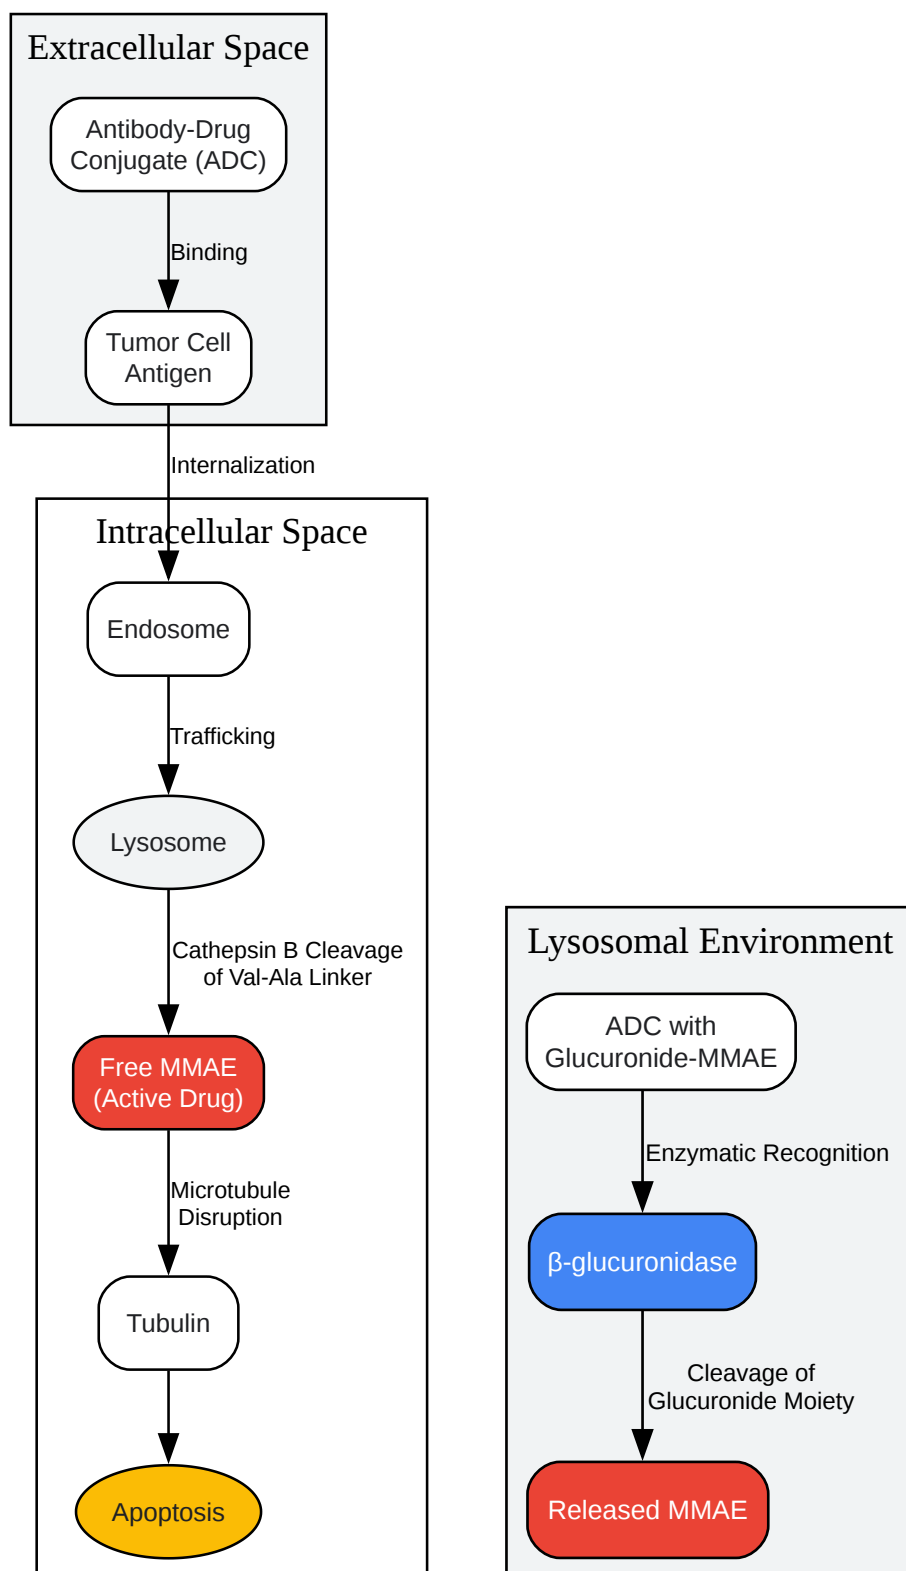 Extracellular Space
Antibody-Drug
Conjugate (ADC)
Binding
Tumor Cell
Antigen
Internalization
Intracellular Space
Endosome
Trafficking
Lysosome
Cathepsin B Cleavage
of Val-Ala Linker
Free MMAE
(Active Drug)
Microtubule
Disruption
Tubulin
Apoptosis
Lysosomal Environment
ADC with
Glucuronide-MMAE
Enzymatic Recognition
β-glucuronidase
Cleavage of
Glucuronide Moiety
Released MMAE